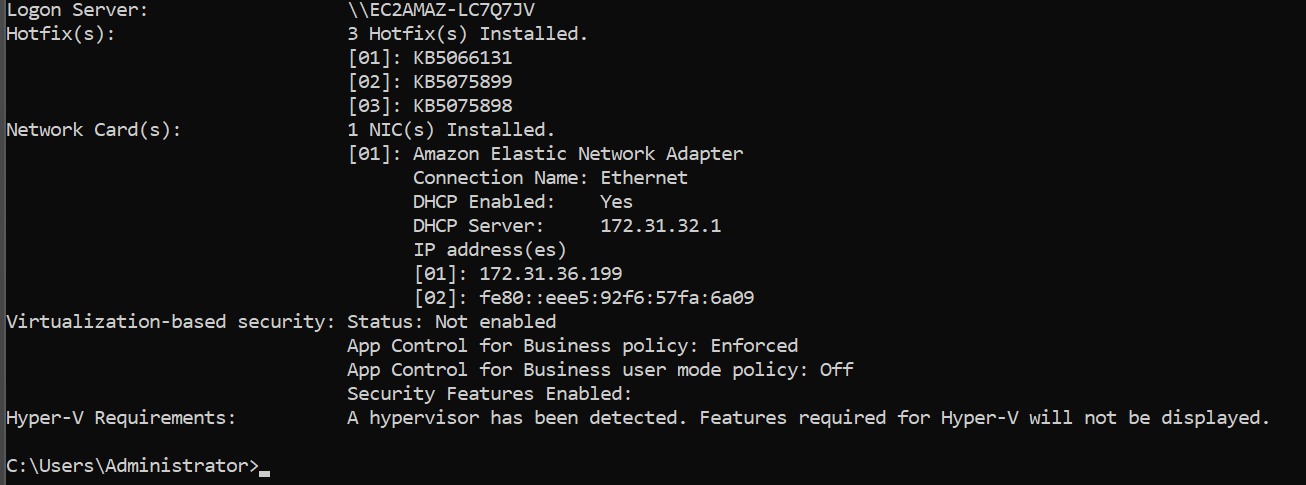 Logon Server:                  \\EC2AMAZ-LC7Q7JV
Hotfix(s):                     3 Hotfix(s) Installed.
                               [01]: KB5066131
                               [02]: KB5075899
                               [03]: KB5075898
Network Card(s):               1 NIC(s) Installed.
                               [01]: Amazon Elastic Network Adapter
                                     Connection Name: Ethernet
                                     DHCP Enabled:    Yes
                                     DHCP Server:     172.31.32.1
                                     IP address(es)
                                     [01]: 172.31.36.199
                                     [02]: fe80::eee5:92f6:57fa:6a09
Virtualization-based security: Status: Not enabled
                               App Control for Business policy: Enforced
                               App Control for Business user mode policy: Off
                               Security Features Enabled:
Hyper-V Requirements:          A hypervisor has been detected. Features required for Hyper-V will not be displayed.
C:\Users\Administrator>